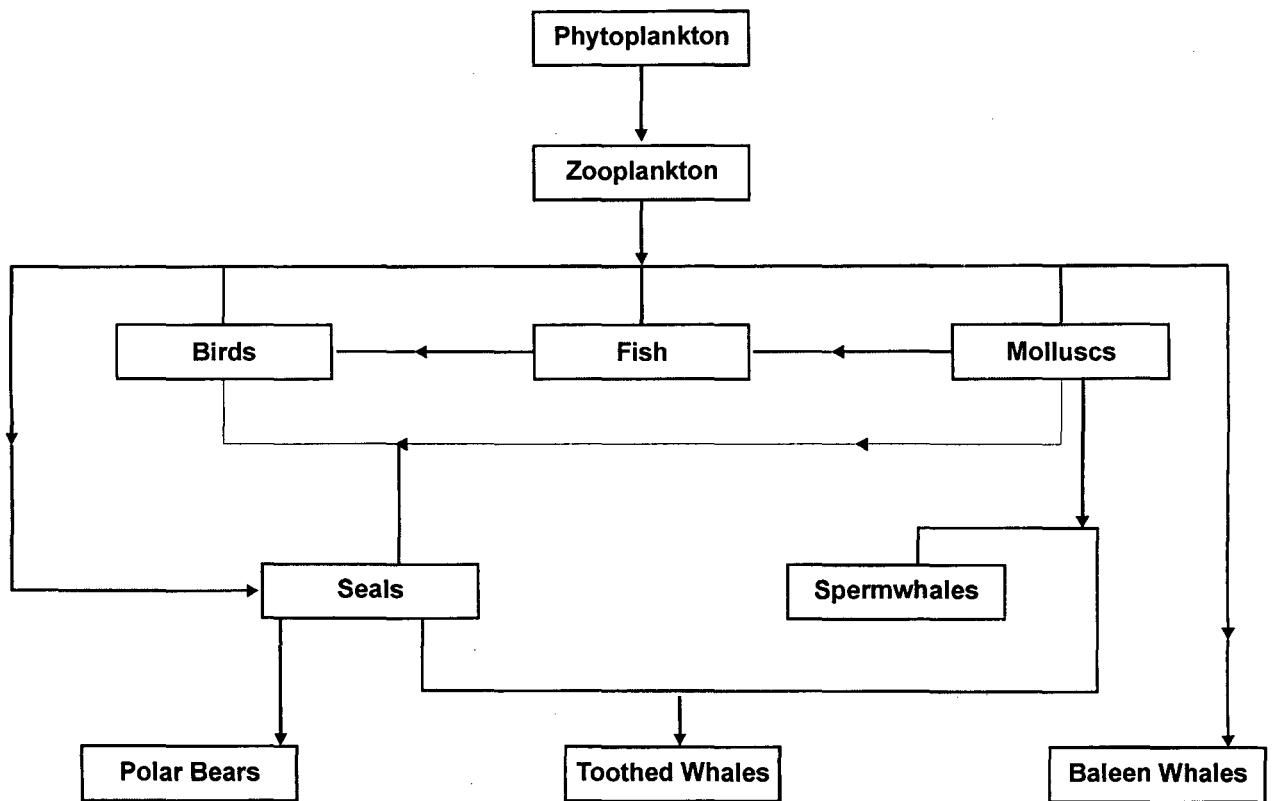 Phytoplankton
Zooplankton
Birds
Fish
Molluscs
Seals
Spermwhales
Polar Bears
Toothed Whales
Baleen Whales